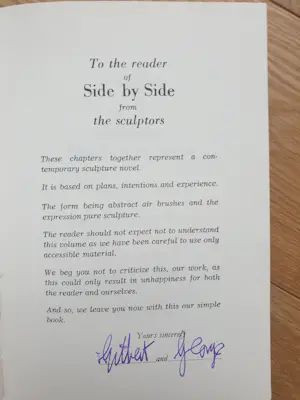 To the reader
of
Side by Side
from
the sculptors
These chapters together represent a con-
temporary sculpture novel.
It is based on plans, intentions and experience.
The form being abstract air brushes and the
expression pure sculpture.
The reader should not expect not to understand
this volume as we have been careful to use only
accessible material.
We beg you not to criticize this, our work, as
this could only result in unhappiness for both
the reader and ourselves.
And so, we leave you now with this our simple
book.
Yours sincerely
Gilbert and George